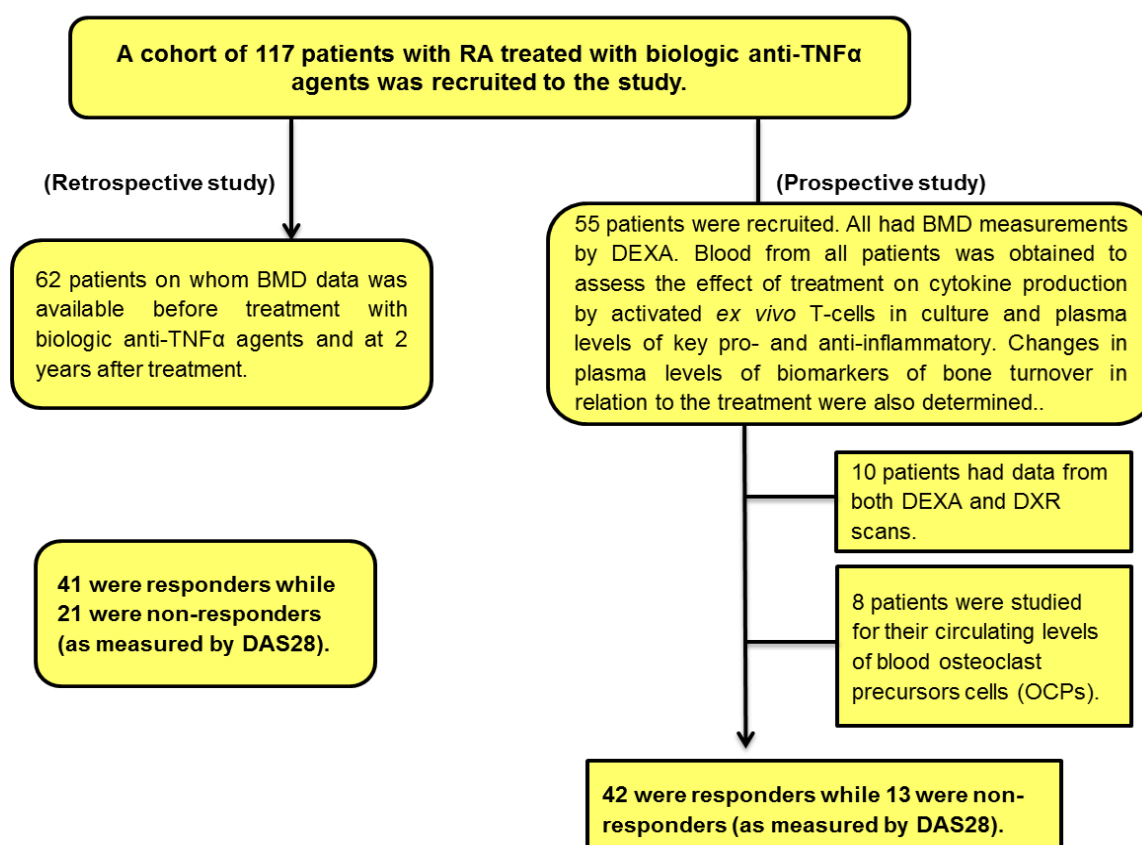 A cohort of 117 patients with RA treated with biologic anti-TNFα
agents was recruited to the study.
(Retrospective study)
(Prospective study)
62 patients on whom BMD data was
available before treatment with
biologic anti-TNFα agents and at 2
years after treatment.
55 patients were recruited. All had BMD measurements
by DEXA. Blood from all patients was obtained to
assess the effect of treatment on cytokine production
by activated ex vivo T-cells in culture and plasma
levels of key pro- and anti-inflammatory. Changes in
plasma levels of biomarkers of bone turnover in
relation to the treatment were also determined..
10 patients had data from
both DEXA and DXR
scans.
41 were responders while
21 were non-responders
(as measured by DAS28).
8 patients were studied
for their circulating levels
of blood osteoclast
precursors cells (OCPs).
42 were responders while 13 were non-
responders (as measured by DAS28).